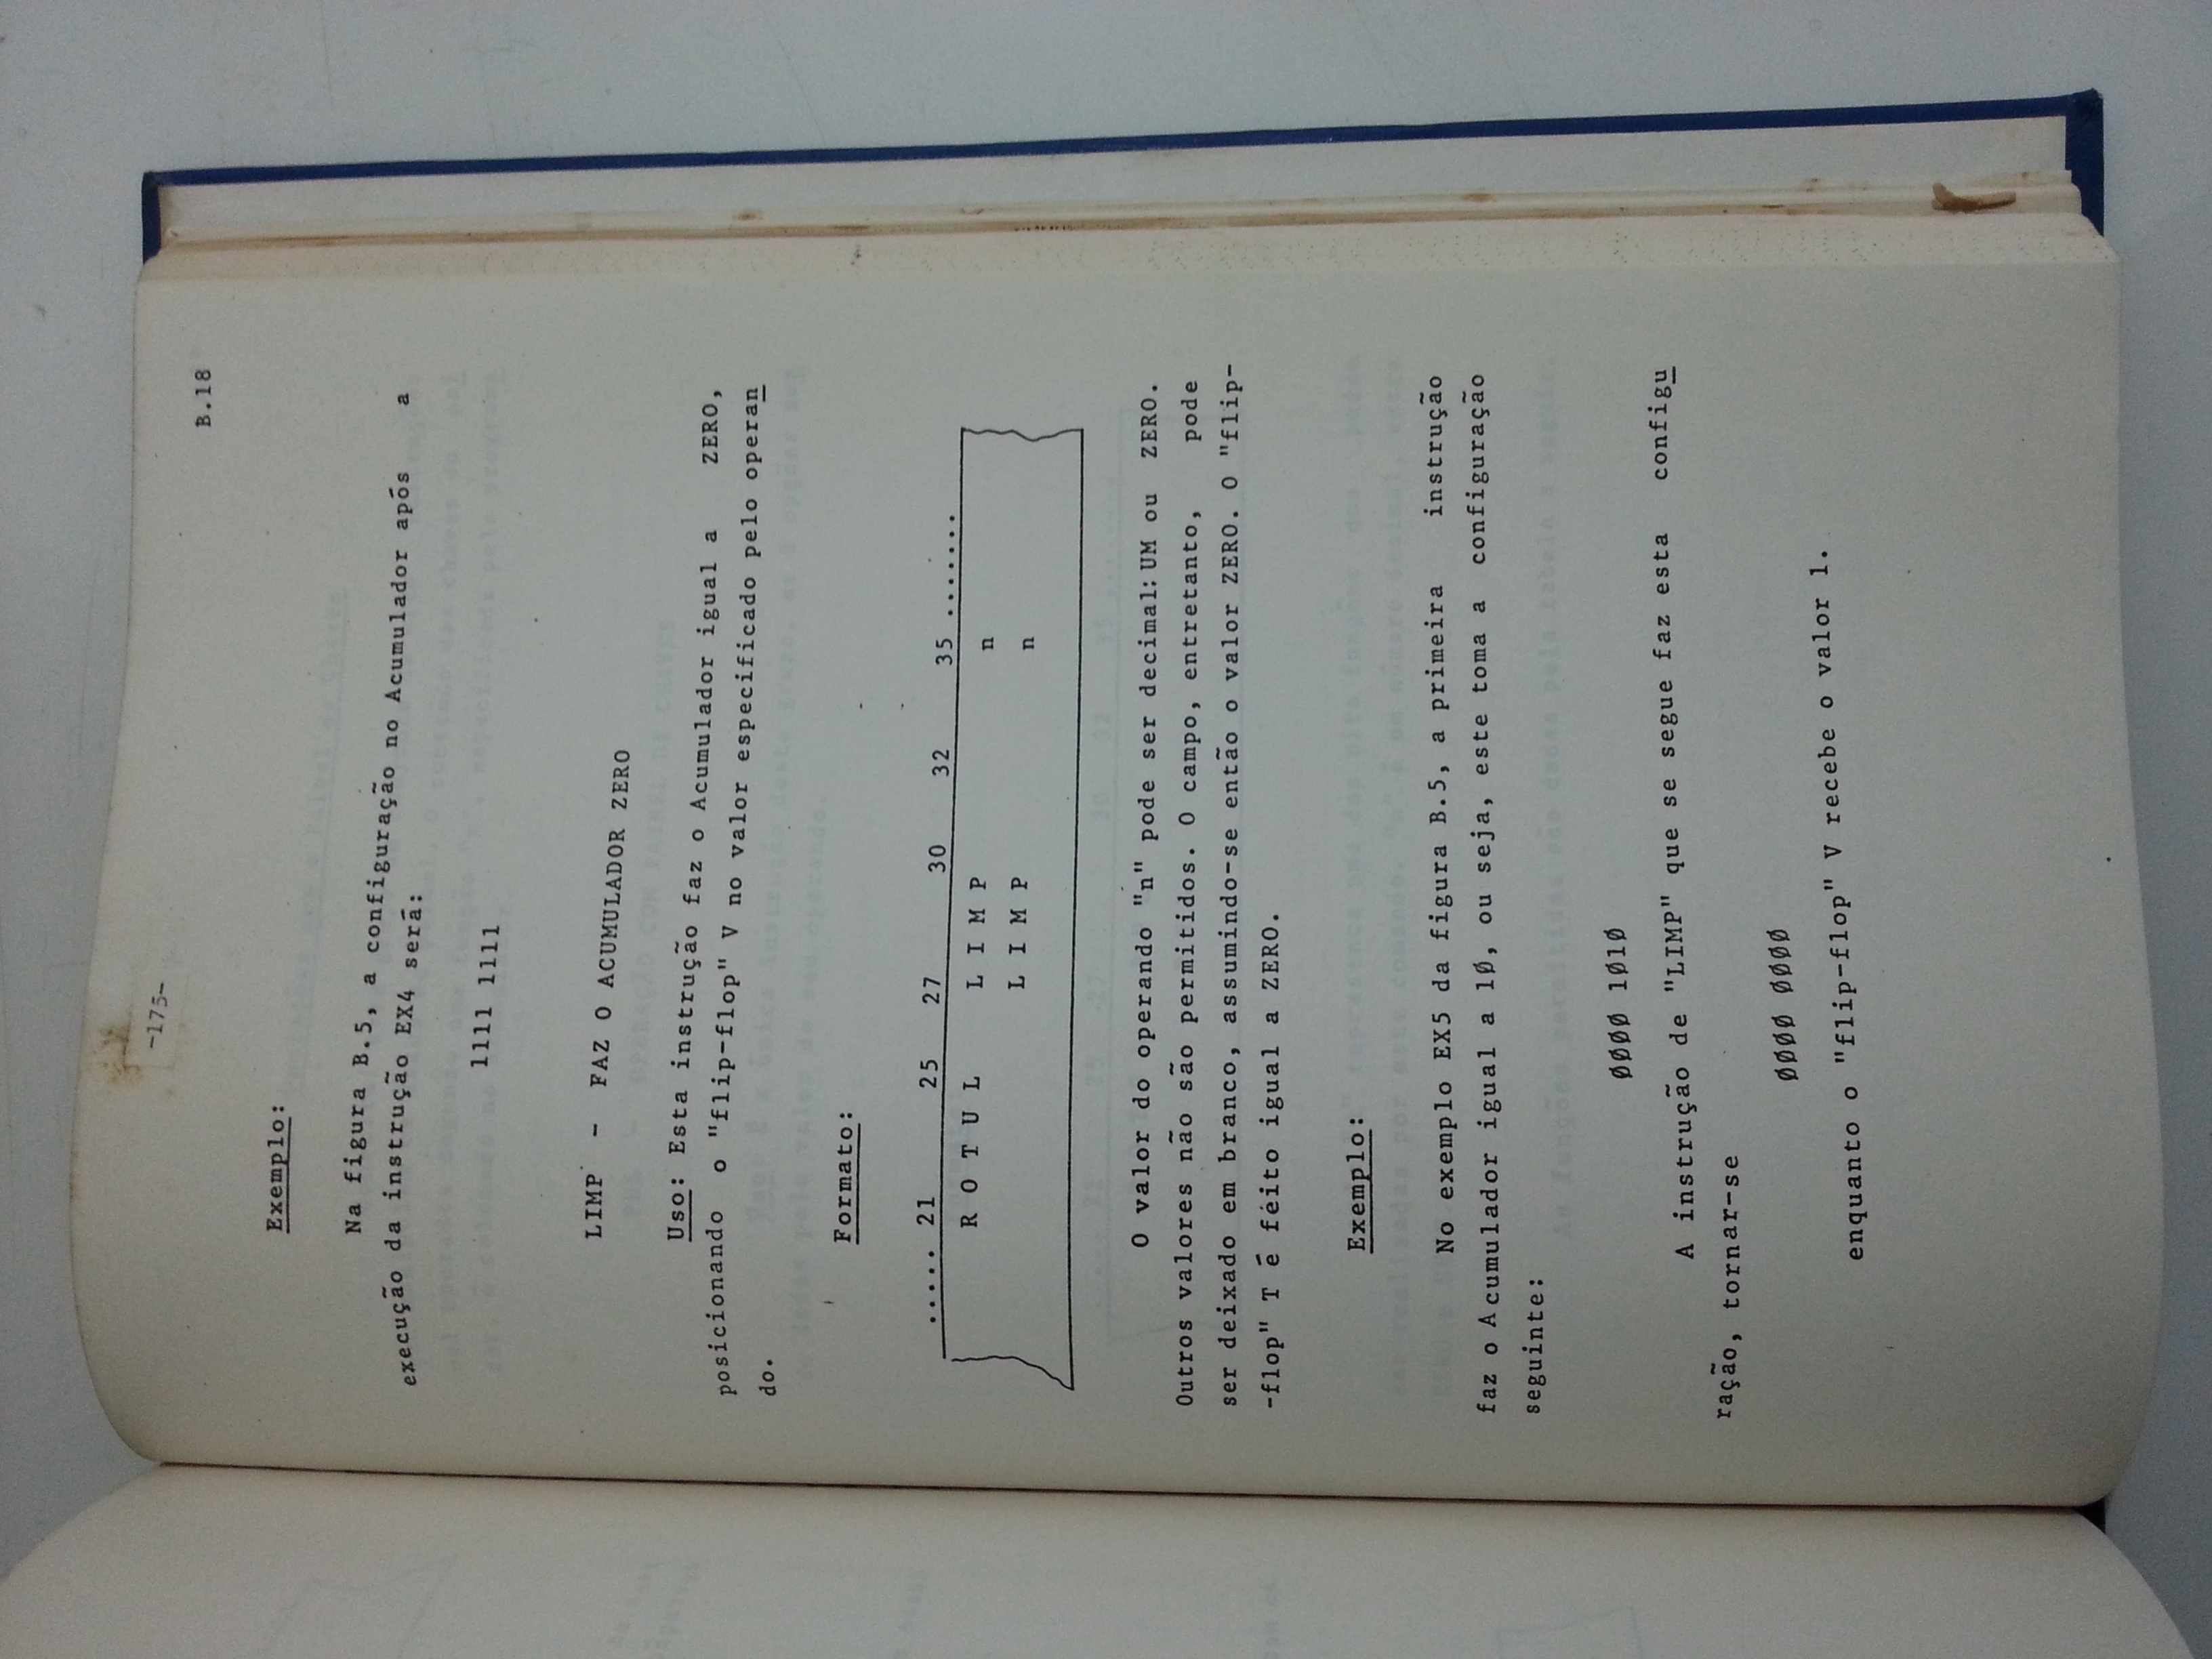 -175-
B.18
Exemplo:
Na figura B.5, a configuração no Acumulador após a
execução da instrução EX4 será:
1111 1111
LIMP - FAZ O ACUMULADOR ZERO
Uso: Esta instrução faz o Acumulador igual a ZERO,
posicionando o "flip-flop" V no valor especificado pelo operan
do.
Formato:
..... 21 25 27 30 32 35 .......
R O T U L L I M P n
L I M P n
O valor do operando "n" pode ser decimal: UM ou ZERO.
Outros valores não são permitidos. O campo, entretanto, pode
ser deixado em branco, assumindo-se então o valor ZERO. O "flip-
-flop" T é feito igual a ZERO.
Exemplo:
No exemplo EX5 da figura B.5, a primeira instrução
faz o Acumulador igual a 1Ø, ou seja, este toma a configuração
seguinte:
ØØØØ 1Ø1Ø
A instrução de "LIMP" que se segue faz esta configu
ração, tornar-se
ØØØØ ØØØØ
enquanto o "flip-flop" V recebe o valor 1.